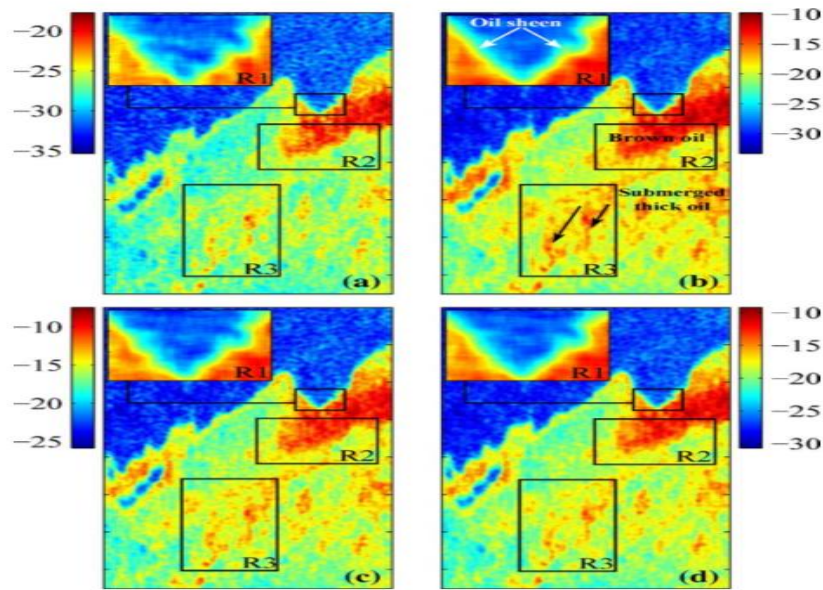 −20
−25
−30
−35
R1
R2
R3
(a)
Oil sheen
R1
Brown oil
R2
Submerged
thick oil
R3
(b)
−10
−15
−20
−25
−30
−10
−15
−20
−25
R1
R2
R3
(c)
R1
R2
R3
(d)
−10
−15
−20
−25
−30